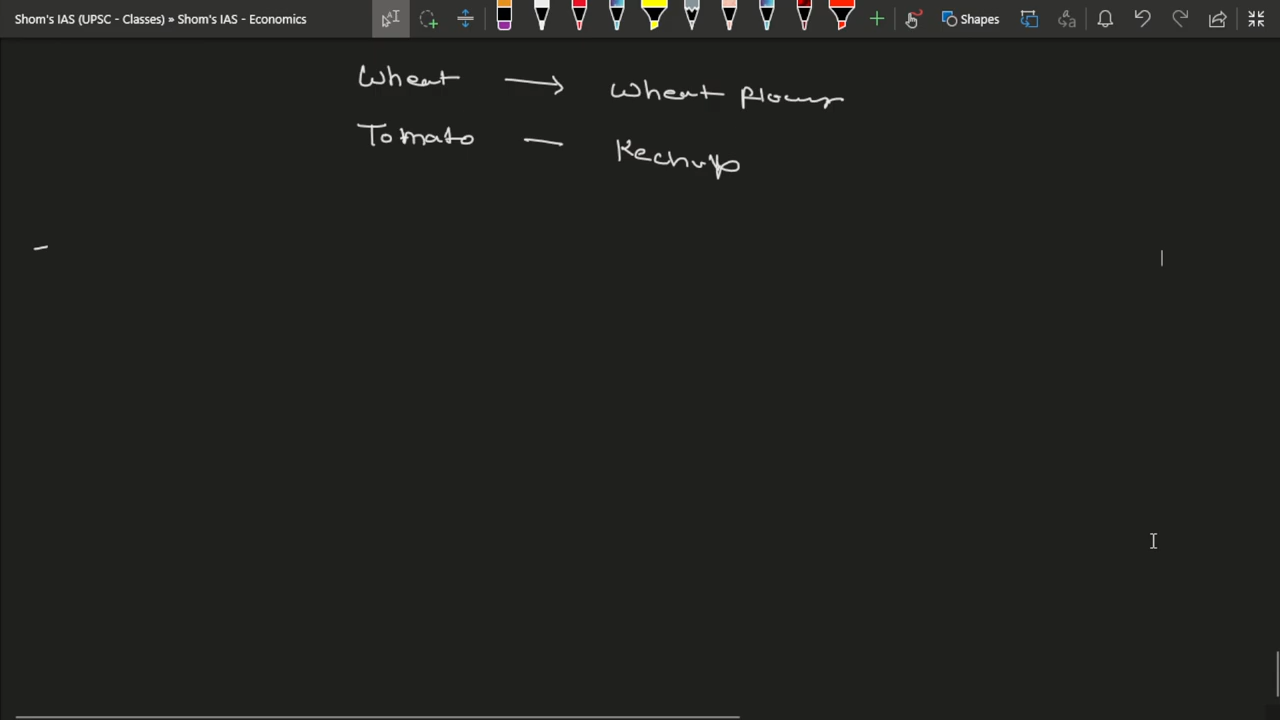 Shom's IAS (UPSC - Classes) » Shom's IAS - Economics
Shapes
Wheat → Wheat Flour
Tomato — Kechup
-